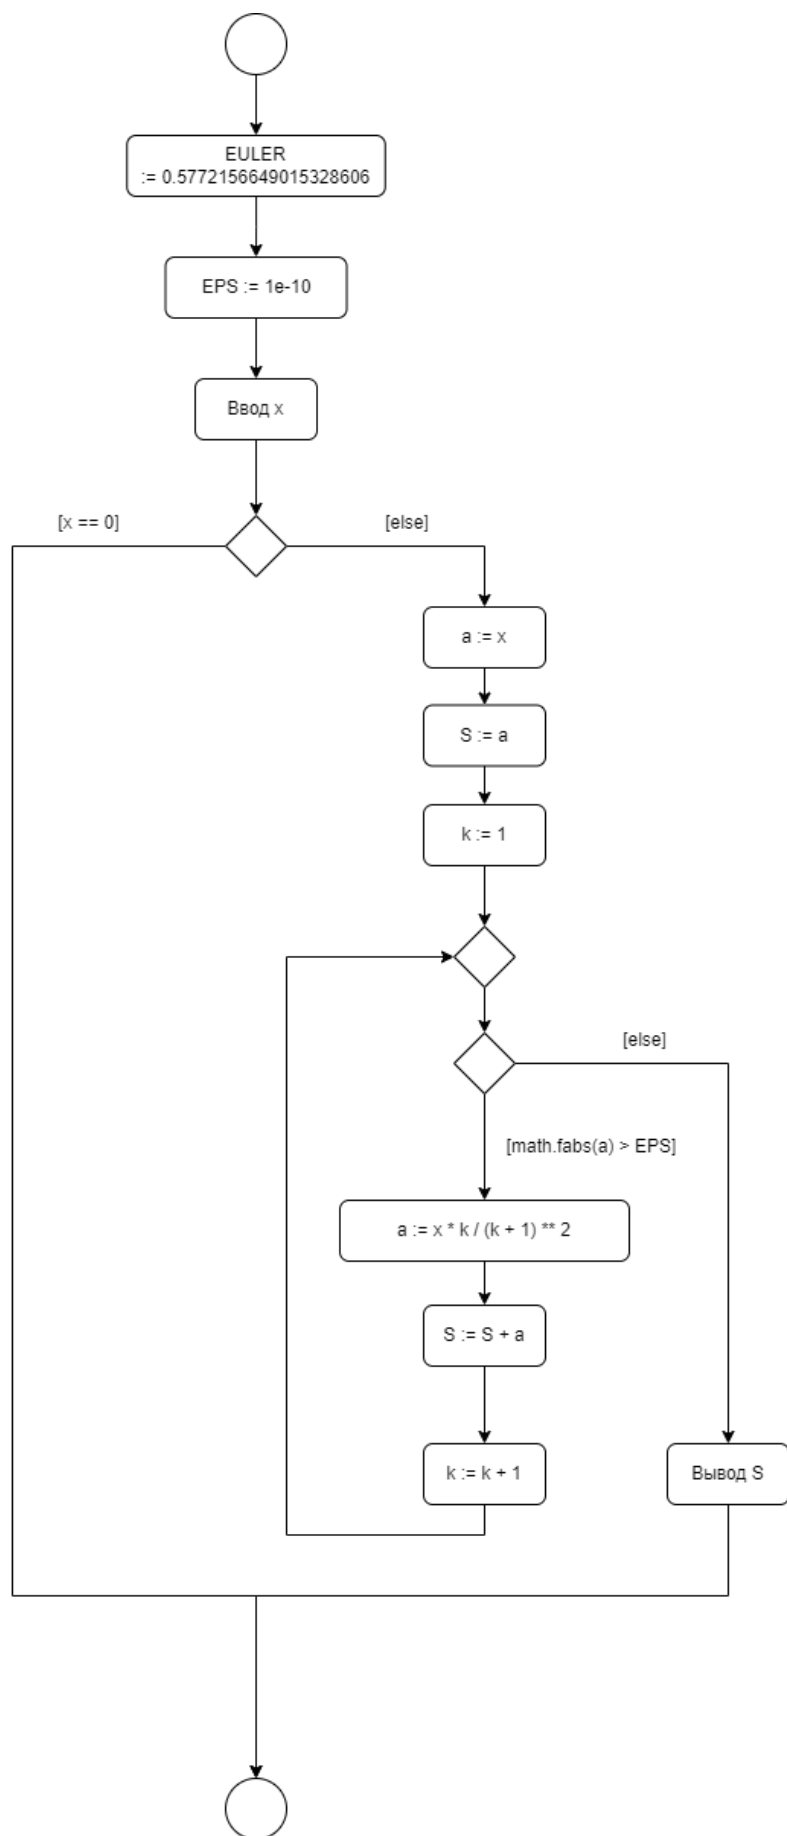 EULER
:= 0.5772156649015328606
EPS := 1e-10
Ввод x
[x == 0]
[else]
a := x
S := a
k := 1
[else]
[math.fabs(a) > EPS]
a := x * k / (k + 1) ** 2
S := S + a
k := k + 1
Вывод S